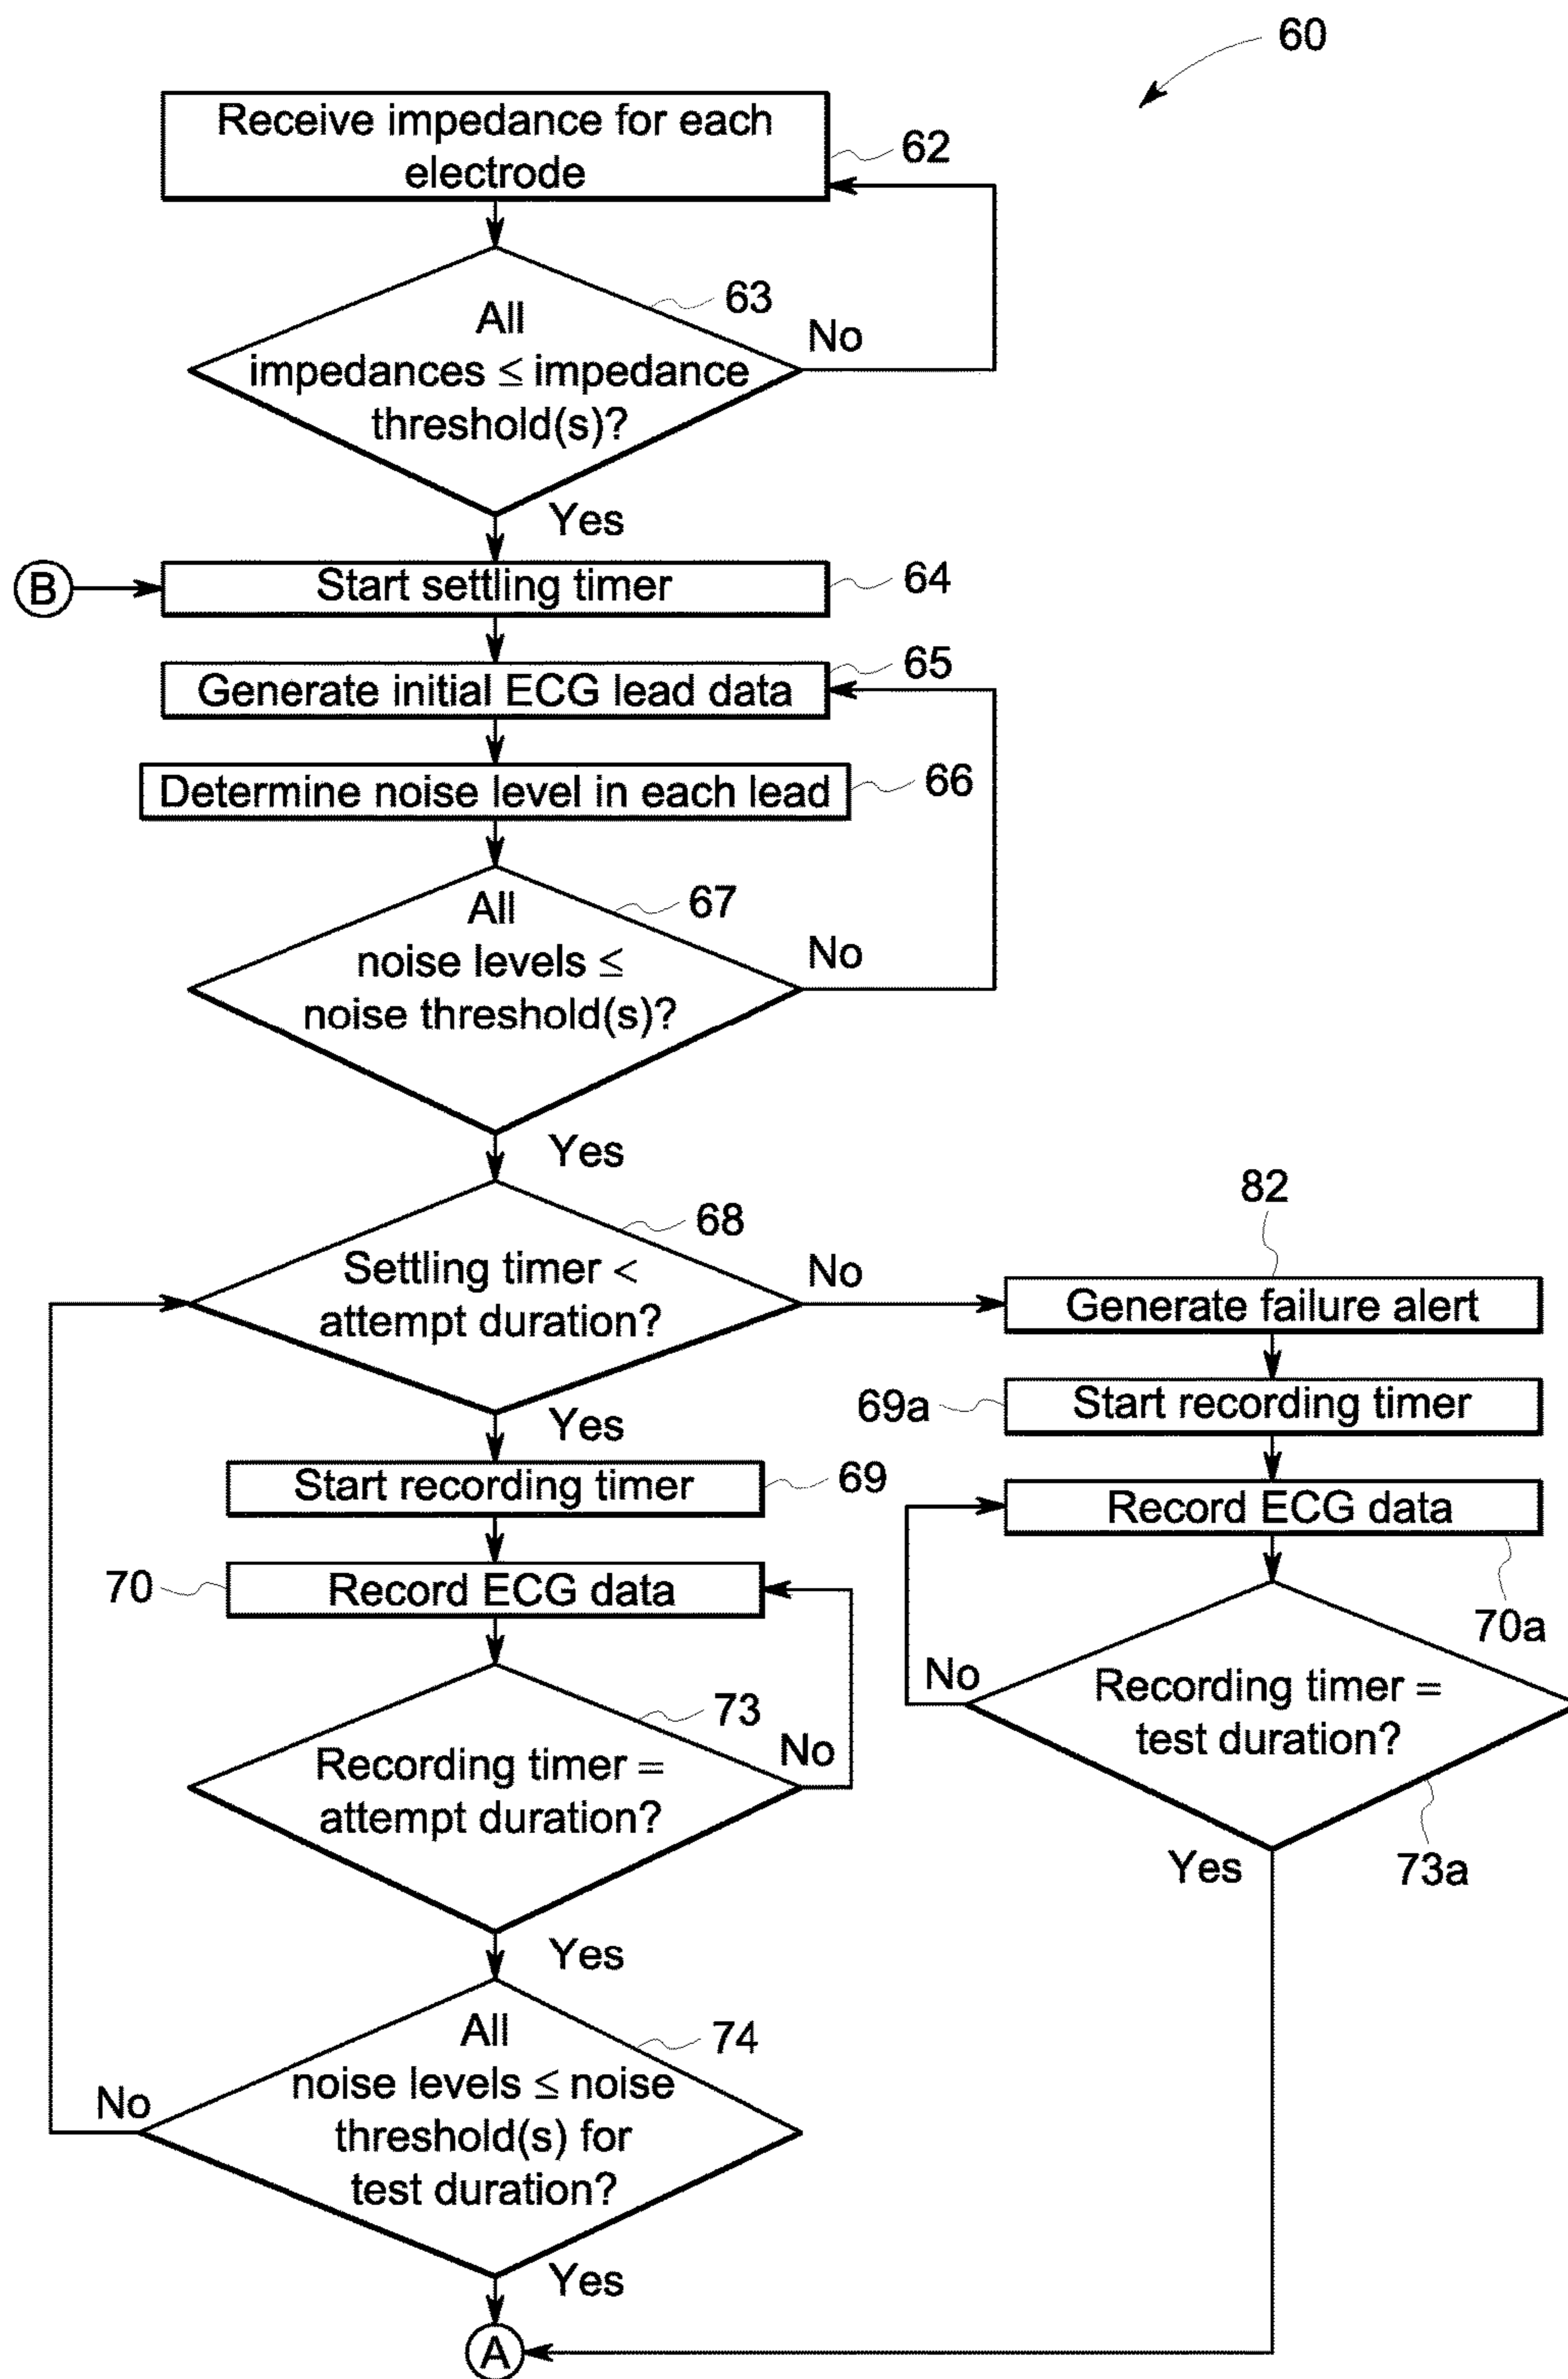 60
Receive impedance for each
electrode
62
All
impedances ≤ impedance
threshold(s)?
63
No
Yes
B
Start settling timer
64
Generate initial ECG lead data
65
Determine noise level in each lead
66
All
noise levels ≤
noise threshold(s)?
67
No
Yes
Settling timer <
attempt duration?
68
No
Yes
82
Generate failure alert
69a
Start recording timer
Record ECG data
70a
Recording timer =
test duration?
No
73a
Yes
Start recording timer
69
70
Record ECG data
73
Recording timer =
attempt duration?
No
Yes
All
noise levels ≤ noise
threshold(s) for
test duration?
74
No
Yes
A